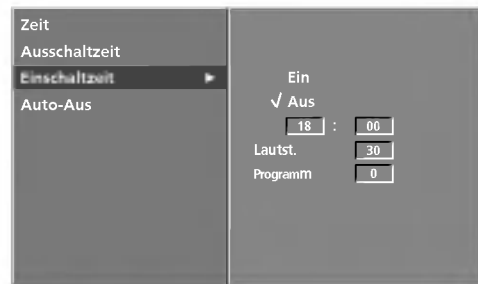 Zeit
Ausschaltzeit
Einschaltzeit ►
Auto-Aus
Ein
√ Aus
18 : 00
Lautst. 30
Programm 0